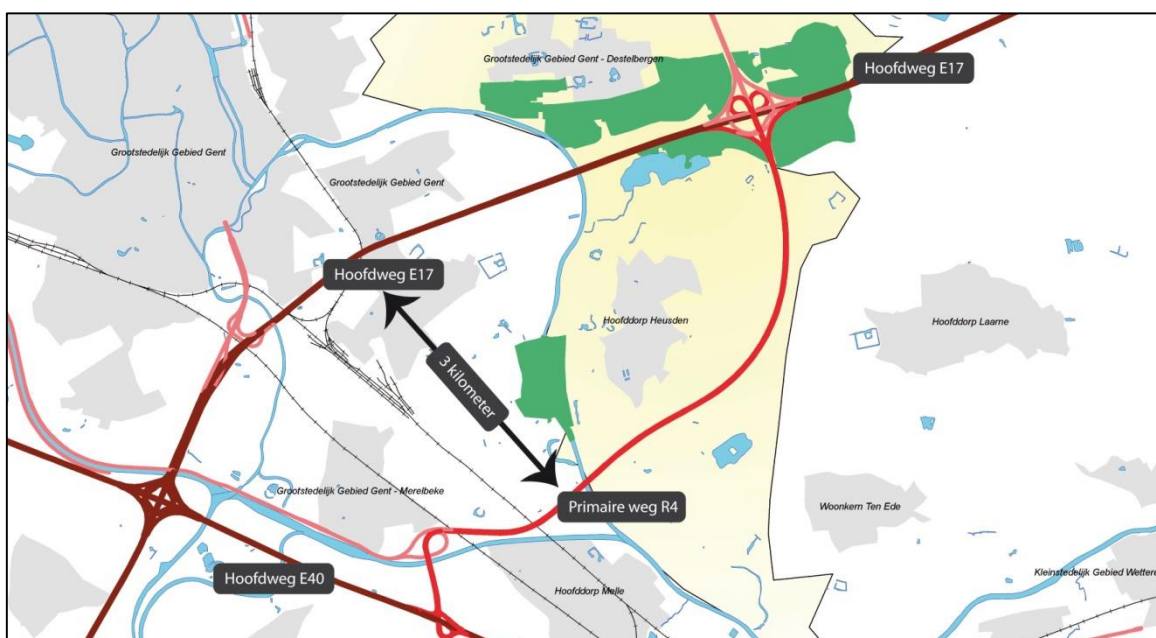 Grootstedelijk Gebied Gent - Destelbergen
Hoofdweg E17
Grootstedelijk Gebied Gent
Grootstedelijk Gebied Gent
Hoofdweg E17
Hoofddorp Heusden
Hoofddorp Laarne
3 kilometer
Grootstedelijk Gebied Gent - Merelbeke
Primaire weg R4
Woonkern Ten Ede
Hoofdweg E40
Hoofddorp Melle
Kleinstedelijk Gebied Wettere